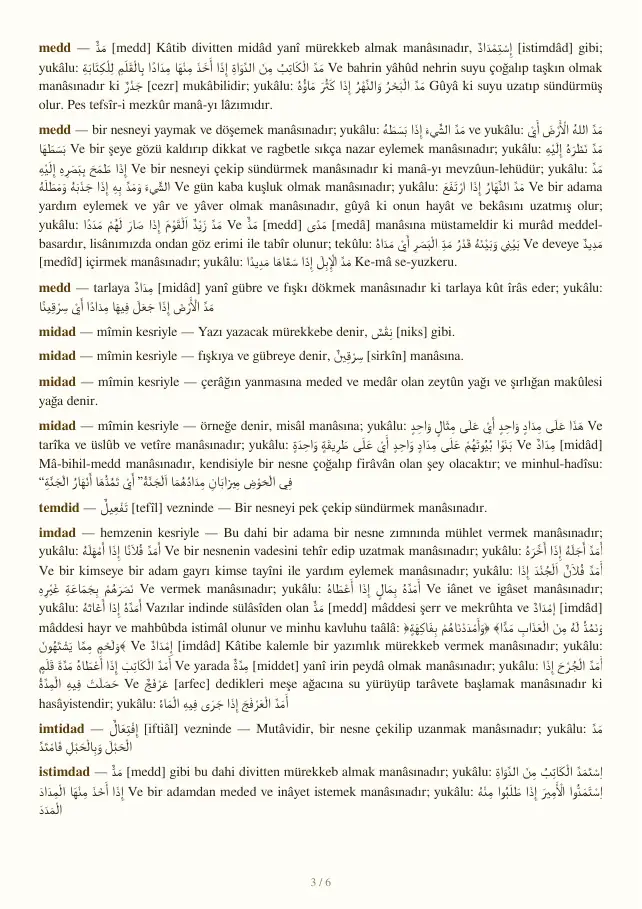 medd — مَدٌّ [medd] Kâtib divitten midâd yanî mürekkeb almak manâsınadır, إِسْتِمْدَادٌ [istimdâd] gibi;
yukâlu: مَدَّ الْكَاتِبُ مِنَ الدَّوَاةِ إِذَا أَخَذَ مِنْهَا مِدَادًا بِالْقَلَمِ لِلْكِتَابَةِ Ve bahrin yâhûd nehrin suyu çoğalıp taşkın olmak
manâsınadır ki جَذْرٌ [cezr] mukâbilidir; yukâlu: مَدَّ الْبَحْرُ وَالنَّهْرُ إِذَا كَثُرَ مَاؤُهُ Gûyâ ki suyu uzatıp sündürmüş
olur. Pes tefsîr-i mezkûr manâ-yı lâzımıdır.
medd — bir nesneyi yaymak ve döşemek manâsınadır; yukâlu: مَدَّ الشَّيْءَ إِذَا بَسَطَهُ ve yukâlu: مَدَّ اللهُ الْأَرْضَ أَيْ
بَسَطَهَا Ve bir şeye gözü kaldırıp dikkat ve ragbetle sıkça nazar eylemek manâsınadır; yukâlu: مَدَّ نَظَرَهُ إِلَيْهِ
إِذَا طَمَحَ بِبَصَرِهِ إِلَيْهِ Ve bir nesneyi çekip sündürmek manâsınadır ki manâ-yı mevzûun-lehüdür; yukâlu: مَدَّ
الشَّيْءَ وَمَدَّ بِهِ إِذَا جَذَبَهُ وَمَطَلَهُ Ve gün kaba kuşluk olmak manâsınadır; yukâlu: مَدَّ النَّهَارُ إِذَا ارْتَفَعَ Ve bir adama
yardım eylemek ve yâr ve yâver olmak manâsınadır, gûyâ ki onun hayât ve bekâsını uzatmış olur;
yukâlu: مَدَّ زَيْدٌ الْقَوْمَ إِذَا صَارَ لَهُمْ مَدَدًا Ve مَدٌّ [medd] مَدًى [medâ] manâsına müstameldir ki murâd meddel-
basardır, lisânımızda ondan göz erimi ile tabîr olunur; tekûlu: بَيْنِي وَبَيْنَهُ قَدْرُ مَدِّ الْبَصَرِ أَيْ مَدَاهُ Ve deveye مَدِيدٌ
[medîd] içirmek manâsınadır; yukâlu: مَدَّ الْإِبِلَ إِذَا سَقَاهَا مَدِيدًا Ke-mâ se-yuzkeru.
medd — tarlaya مِدَادٌ [midâd] yanî gübre ve fışkı dökmek manâsınadır ki tarlaya kût îrâs eder; yukâlu:
مَدَّ الْأَرْضَ إِذَا جَعَلَ فِيهَا مِدَادًا أَيْ سِرْقِينًا
midad — mîmin kesriyle — Yazı yazacak mürekkebe denir, نِقْسٌ [niks] gibi.
midad — mîmin kesriyle — fışkıya ve gübreye denir, سِرْقِينٌ [sirkîn] manâsına.
midad — mîmin kesriyle — çerâğın yanmasına meded ve medâr olan zeytûn yağı ve şırlığan makûlesi
yağa denir.
midad — mîmin kesriyle — örneğe denir, misâl manâsına; yukâlu: هَذَا عَلَى مِدَادٍ وَاحِدٍ أَيْ عَلَى مِثَالٍ وَاحِدٍ Ve
tarîka ve üslûb ve vetîre manâsınadır; yukâlu: بَنَوْا بُيُوتَهُمْ عَلَى مِدَادٍ وَاحِدٍ أَيْ عَلَى طَرِيقَةٍ وَاحِدَةٍ Ve مِدَادٌ [midâd]
Mâ-bihil-medd manâsınadır, kendisiyle bir nesne çoğalıp firâvân olan şey olacaktır; ve minhul-hadîsu:
“فِي الْحَوْضِ مِيزَابَانِ مِدَادُهُمَا اَلْجَنَّةُ” أَيْ تَمُدُّهَا أَنْهَارُ الْجَنَّةِ
temdid — تَفْعِيلٌ [tefîl] vezninde — Bir nesneyi pek çekip sündürmek manâsınadır.
imdad — hemzenin kesriyle — Bu dahi bir adama bir nesne zımnında mühlet vermek manâsınadır;
yukâlu: أَمَدَّ فُلَانًا إِذَا أَمْهَلَهُ Ve bir nesnenin vadesini tehîr edip uzatmak manâsınadır; yukâlu: أَمَدَّ أَجَلَهُ إِذَا أَخَّرَهُ
Ve bir kimseye bir adam gayrı kimse tayîni ile yardım eylemek manâsınadır; yukâlu: أَمَدَّ فُلَانٌ اَلْجُنْدَ إِذَا
نَصَرَهُمْ بِجَمَاعَةِ غَيْرِهِ Ve vermek manâsınadır; yukâlu: أَمَدَّهُ بِمَالٍ إِذَا أَعْطَاهُ Ve iânet ve igâset manâsınadır;
yukâlu: أَمَدَّهُ إِذَا أَغَاثَهُ Vazılar indinde sülâsîden olan مَدٌّ [medd] mâddesi şerr ve mekrûhta ve إِمْدَادٌ [imdâd]
mâddesi hayr ve mahbûbda istimâl olunur ve minhu kavluhu taâlâ: ﴿وَنَمُدُّ لَهُ مِنَ الْعَذَابِ مَدًّا﴾ ﴿وَأَمْدَدْنَاهُمْ بِفَاكِهَةٍ
وَلَحْمٍ مِمَّا يَشْتَهُونَ﴾ Ve إِمْدَادٌ [imdâd] Kâtibe kalemle bir yazımlık mürekkeb vermek manâsınadır; yukâlu:
أَمَدَّ الْكَاتِبَ إِذَا أَعْطَاهُ مَدَّةَ قَلَمٍ Ve yarada مِدَّةٌ [middet] yanî irin peydâ olmak manâsınadır; yukâlu: أَمَدَّ الْجُرْحُ إِذَا
حَصَلَتْ فِيهِ الْمِدَّةُ Ve عَرْفَجٌ [arfec] dedikleri meşe ağacına su yürüyüp tarâvete başlamak manâsınadır ki
hasâyistendir; yukâlu: أَمَدَّ الْعَرْفَجُ إِذَا جَرَى فِيهِ الْمَاءُ
imtidad — إِفْتِعَالٌ [iftiâl] vezninde — Mutâvidir, bir nesne çekilip uzanmak manâsınadır; yukâlu: مَدَّ
الْحَبْلَ وَبِالْحَبْلِ فَامْتَدَّ
istimdad — مَدٌّ [medd] gibi bu dahi divitten mürekkeb almak manâsınadır; yukâlu: اِسْتَمَدَّ الْكَاتِبُ مِنَ الدَّوَاةِ
إِذَا أَخَذَ مِنْهَا الْمِدَادَ Ve bir adamdan meded ve inâyet istemek manâsınadır; yukâlu: اِسْتَمَدُّوا الْأَمِيرَ إِذَا طَلَبُوا مِنْهُ
الْمَدَدَ
3 / 6